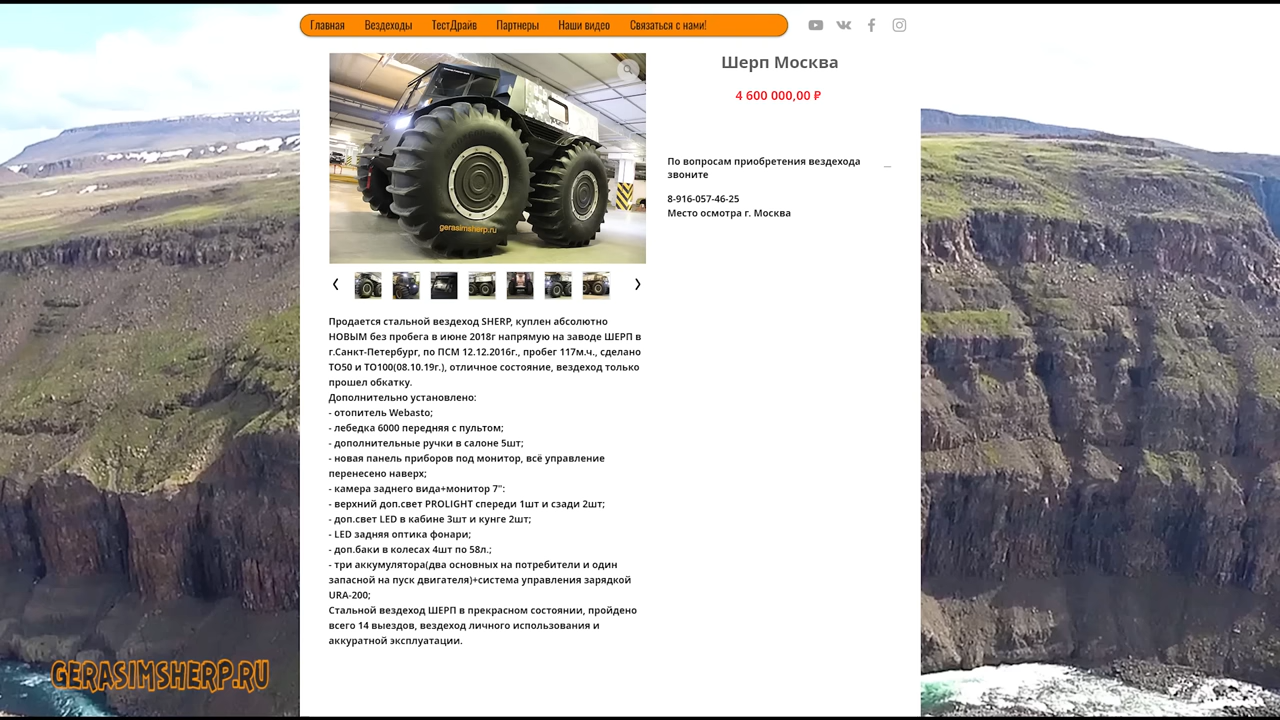 Главная Вездеходы ТестДрайв Партнеры Наши видео Связаться с нами!
gerasimsherp.ru
Шерп Москва
4 600 000,00 ₽
По вопросам приобретения вездехода
звоните
8-916-057-46-25
Место осмотра г. Москва
Продается стальной вездеход SHERP, куплен абсолютно
НОВЫМ без пробега в июне 2018г напрямую на заводе ШЕРП в
г.Санкт-Петербург, по ПСМ 12.12.2016г., пробег 117м.ч., сделано
ТО50 и ТО100(08.10.19г.), отличное состояние, вездеход только
прошел обкатку.
Дополнительно установлено:
- отопитель Webasto;
- лебедка 6000 передняя с пультом;
- дополнительные ручки в салоне 5шт;
- новая панель приборов под монитор, всё управление
перенесено наверх;
- камера заднего вида+монитор 7":
- верхний доп.свет PROLIGHT спереди 1шт и сзади 2шт;
- доп.свет LED в кабине 3шт и кунге 2шт;
- LED задняя оптика фонари;
- доп.баки в колесах 4шт по 58л.;
- три аккумулятора(два основных на потребители и один
запасной на пуск двигателя)+система управления зарядкой
URA-200;
Стальной вездеход ШЕРП в прекрасном состоянии, пройдено
всего 14 выездов, вездеход личного использования и
аккуратной эксплуатации.
GERASIMSHERP.RU